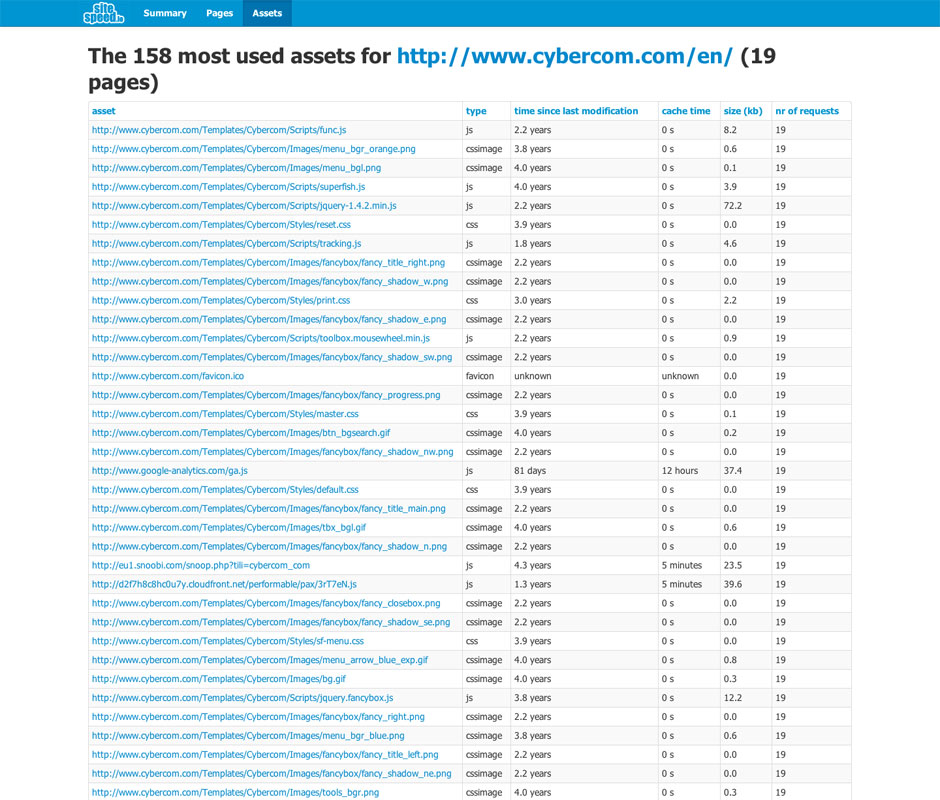 site speed.io Summary Pages Assets
The 158 most used assets for http://www.cybercom.com/en/ (19
pages)
asset type time since last modification cache time size (kb) nr of requests
http://www.cybercom.com/Templates/Cybercom/Scripts/func.js js 2.2 years 0 s 8.2 19
http://www.cybercom.com/Templates/Cybercom/Images/menu_bgr_orange.png cssimage 3.8 years 0 s 0.6 19
http://www.cybercom.com/Templates/Cybercom/Images/menu_bgl.png cssimage 4.0 years 0 s 0.1 19
http://www.cybercom.com/Templates/Cybercom/Scripts/superfish.js js 4.0 years 0 s 3.9 19
http://www.cybercom.com/Templates/Cybercom/Scripts/jquery-1.4.2.min.js js 2.2 years 0 s 72.2 19
http://www.cybercom.com/Templates/Cybercom/Styles/reset.css css 3.9 years 0 s 0.0 19
http://www.cybercom.com/Templates/Cybercom/Scripts/tracking.js js 1.8 years 0 s 4.6 19
http://www.cybercom.com/Templates/Cybercom/Images/fancybox/fancy_title_right.png cssimage 2.2 years 0 s 0.0 19
http://www.cybercom.com/Templates/Cybercom/Images/fancybox/fancy_shadow_w.png cssimage 2.2 years 0 s 0.0 19
http://www.cybercom.com/Templates/Cybercom/Styles/print.css css 3.0 years 0 s 2.2 19
http://www.cybercom.com/Templates/Cybercom/Images/fancybox/fancy_shadow_e.png cssimage 2.2 years 0 s 0.0 19
http://www.cybercom.com/Templates/Cybercom/Scripts/toolbox.mousewheel.min.js js 2.2 years 0 s 0.9 19
http://www.cybercom.com/Templates/Cybercom/Images/fancybox/fancy_shadow_sw.png cssimage 2.2 years 0 s 0.0 19
http://www.cybercom.com/favicon.ico favicon unknown unknown 0.0 19
http://www.cybercom.com/Templates/Cybercom/Images/fancybox/fancy_progress.png cssimage 2.2 years 0 s 0.0 19
http://www.cybercom.com/Templates/Cybercom/Styles/master.css css 3.9 years 0 s 0.1 19
http://www.cybercom.com/Templates/Cybercom/Images/btn_bgsearch.gif cssimage 4.0 years 0 s 0.2 19
http://www.cybercom.com/Templates/Cybercom/Images/fancybox/fancy_shadow_nw.png cssimage 2.2 years 0 s 0.0 19
http://www.google-analytics.com/ga.js js 81 days 12 hours 37.4 19
http://www.cybercom.com/Templates/Cybercom/Styles/default.css css 3.9 years 0 s 0.0 19
http://www.cybercom.com/Templates/Cybercom/Images/fancybox/fancy_title_main.png cssimage 2.2 years 0 s 0.0 19
http://www.cybercom.com/Templates/Cybercom/Images/tbx_bgl.gif cssimage 4.0 years 0 s 0.6 19
http://www.cybercom.com/Templates/Cybercom/Images/fancybox/fancy_shadow_n.png cssimage 2.2 years 0 s 0.0 19
http://eu1.snoobi.com/snoop.php?tili=cybercom_com js 4.3 years 5 minutes 23.5 19
http://d2f7h8c8hc0u7y.cloudfront.net/performable/pax/3rT7eN.js js 1.3 years 5 minutes 39.6 19
http://www.cybercom.com/Templates/Cybercom/Images/fancybox/fancy_closebox.png cssimage 2.2 years 0 s 0.0 19
http://www.cybercom.com/Templates/Cybercom/Images/fancybox/fancy_shadow_se.png cssimage 2.2 years 0 s 0.0 19
http://www.cybercom.com/Templates/Cybercom/Styles/sf-menu.css css 3.9 years 0 s 0.0 19
http://www.cybercom.com/Templates/Cybercom/Images/menu_arrow_blue_exp.gif cssimage 4.0 years 0 s 0.8 19
http://www.cybercom.com/Templates/Cybercom/Images/bg.gif cssimage 4.0 years 0 s 0.3 19
http://www.cybercom.com/Templates/Cybercom/Scripts/jquery.fancybox.js js 3.8 years 0 s 12.2 19
http://www.cybercom.com/Templates/Cybercom/Images/fancybox/fancy_right.png cssimage 2.2 years 0 s 0.0 19
http://www.cybercom.com/Templates/Cybercom/Images/menu_bgr_blue.png cssimage 3.8 years 0 s 0.6 19
http://www.cybercom.com/Templates/Cybercom/Images/fancybox/fancy_title_left.png cssimage 2.2 years 0 s 0.0 19
http://www.cybercom.com/Templates/Cybercom/Images/fancybox/fancy_shadow_ne.png cssimage 2.2 years 0 s 0.0 19
http://www.cybercom.com/Templates/Cybercom/Images/tools_bgr.png cssimage 4.0 years 0 s 0.3 19